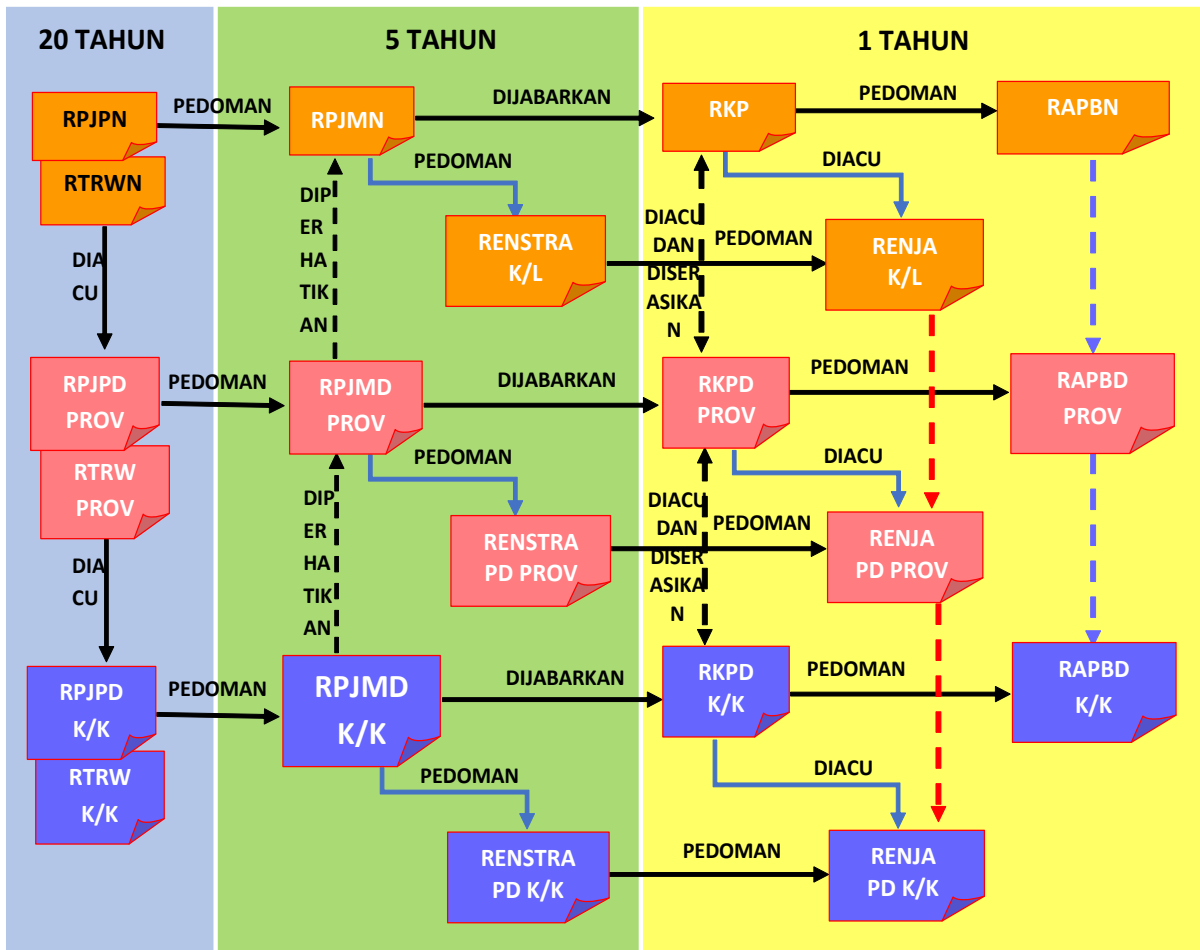 20 TAHUN
5 TAHUN
1 TAHUN
RPJPN
RTRWN
PEDOMAN
RPJMN
DIJABARKAN
RKP
PEDOMAN
RAPBN
PEDOMAN
DIACU
RENSTRA
K/L
PEDOMAN
RENJA
K/L
DIA
CU
DIP
ER
HA
TIK
AN
DIACU
DAN
DISER
ASIKA
N
RPJPD
PROV
RTRW
PROV
PEDOMAN
RPJMD
PROV
DIJABARKAN
RKPD
PROV
PEDOMAN
RAPBD
PROV
PEDOMAN
DIACU
RENSTRA
PD PROV
PEDOMAN
RENJA
PD PROV
DIA
CU
DIP
ER
HA
TIK
AN
DIACU
DAN
DISER
ASIKA
N
RPJPD
K/K
RTRW
K/K
PEDOMAN
RPJMD
K/K
DIJABARKAN
RKPD
K/K
PEDOMAN
RAPBD
K/K
PEDOMAN
DIACU
RENSTRA
PD K/K
PEDOMAN
RENJA
PD K/K